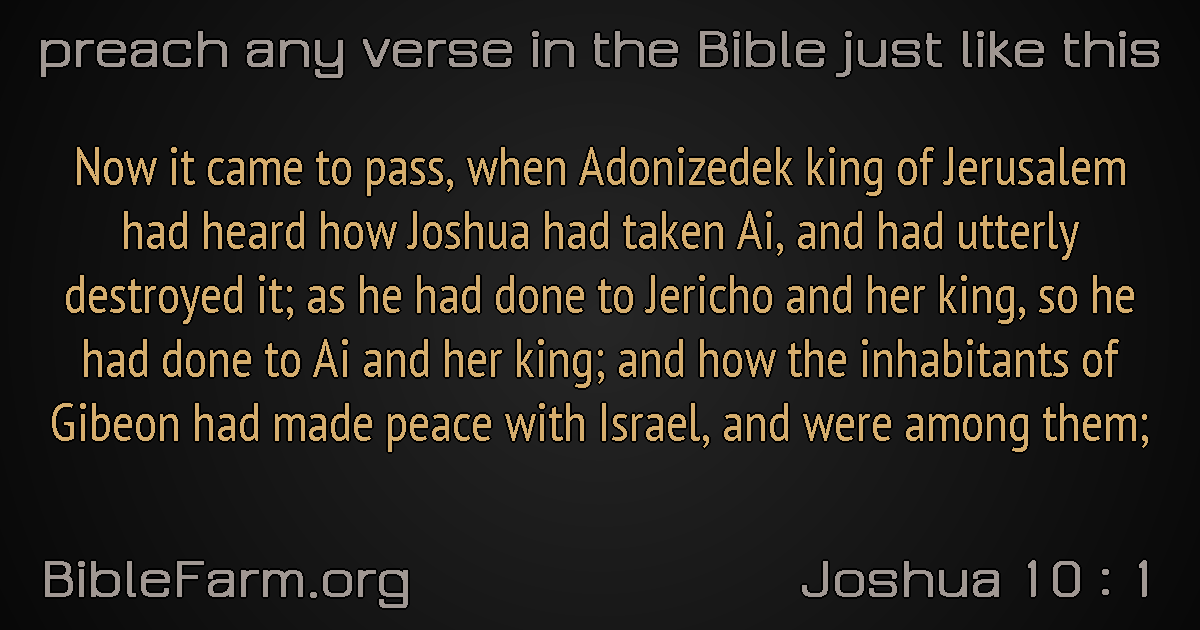 preach any verse in the Bible just like this
Now it came to pass, when Adonizedek king of Jerusalem
had heard how Joshua had taken Ai, and had utterly
destroyed it; as he had done to Jericho and her king, so he
had done to Ai and her king; and how the inhabitants of
Gibeon had made peace with Israel, and were among them;
BibleFarm.org
Joshua 10 : 1